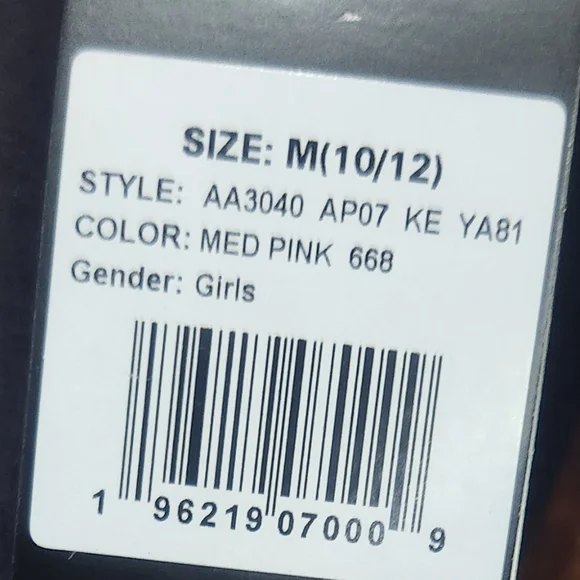 SIZE: M(10/12)
STYLE: AA3040 AP07 KE YA81
COLOR: MED PINK 668
Gender: Girls
1 96219 07000 9